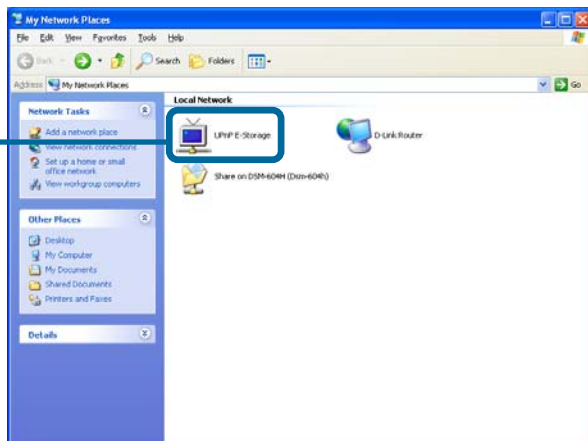 My Network Places
File Edit View Favorites Tools Help
Back Search Folders
Address My Network Places Go
Network Tasks
Add a network place
View network connections
Set up a home or small
office network
View workgroup computers
Other Places
Desktop
My Computer
My Documents
Shared Documents
Printers and Faxes
Details
Local Network
UPnP E-Storage
D-Link Router
Share on DSM-604H (Dsm-604h)